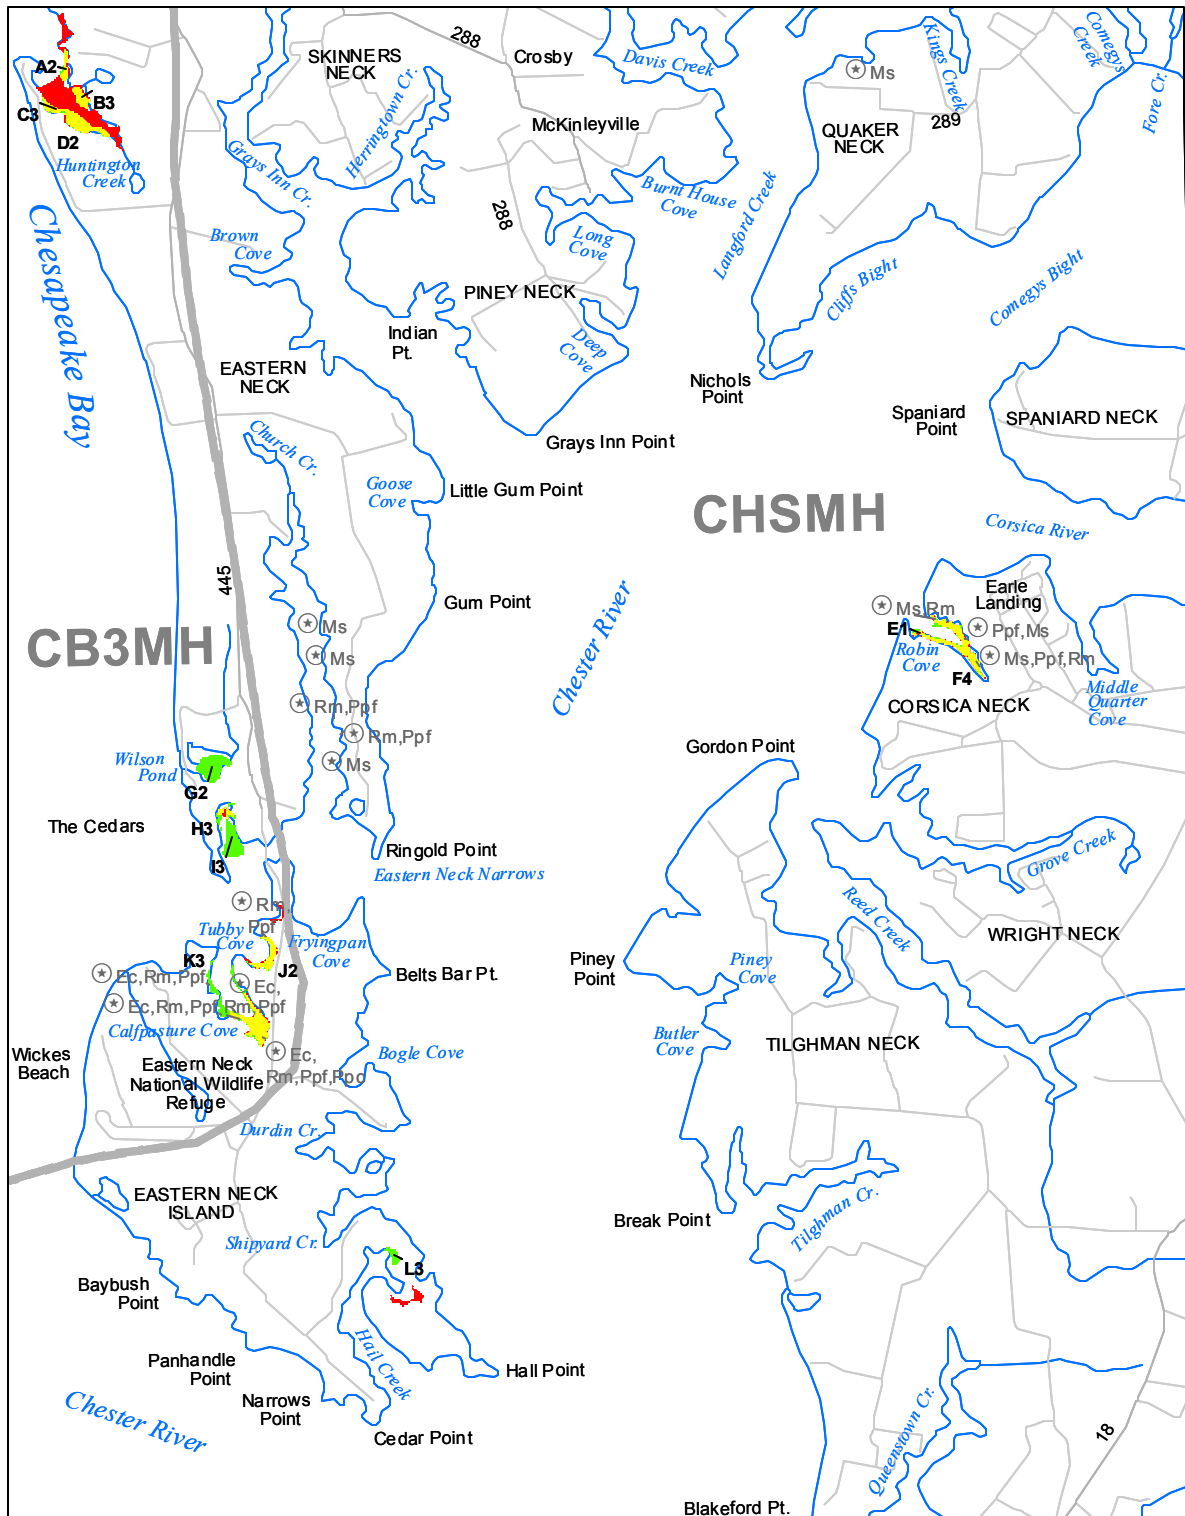 SKINNERS
NECK
288
Crosby
Davis Creek
Kings Creek
Comegys
Creek
Fore Cr.
A2
B3
C3
D2
Huntington
Creek
Herringtown Cr.
Grays Inn Cr.
McKinleyville
Ms
QUAKER
NECK
289
Burnt House
Cove
Langford Creek
288
Long
Cove
Brown
Cove
Chesapeake Bay
PINEY NECK
Cliffs Bight
Comegys Bight
Indian
Pt.
Deep
Cove
EASTERN
NECK
Nichols
Point
Spaniard
Point
SPANIARD NECK
Church Cr.
Grays Inn Point
Goose
Cove
Little Gum Point
CHSMH
Corsica River
445
Gum Point
Chester River
Earle
Landing
Ms,Rm
E1
Ppf,Ms
Robin
Cove
Ms,Ppf,Rm
F4
CORSICA NECK
Middle
Quarter
Cove
CB3MH
Ms
Ms
Rm,Ppf
Rm,Ppf
Ms
Wilson
Pond
G2
Gordon Point
The Cedars
H3
I3
Ringold Point
Eastern Neck Narrows
Grove Creek
Reed Creek
Rm,
Ppf
Tubby
Cove
Fryingpan
Cove
WRIGHT NECK
K3
J2
Belts Bar Pt.
Piney
Point
Piney
Cove
Ec,Rm,Ppf,
Ec,
Ec,Rm,Ppf,Rm,Ppf
Calfpasture Cove
Butler
Cove
TILGHMAN NECK
Wickes
Beach
Ec,
Rm,Ppf,Ppc
Bogle Cove
Eastern Neck
National Wildlife
Refuge
Durdin Cr.
EASTERN NECK
ISLAND
Shipyard Cr.
Break Point
Tilghman Cr.
L3
Baybush
Point
Hail Creek
Panhandle
Point
Hall Point
Narrows
Point
Queenstown Cr.
Chester River
Cedar Point
18
Blakeford Pt.